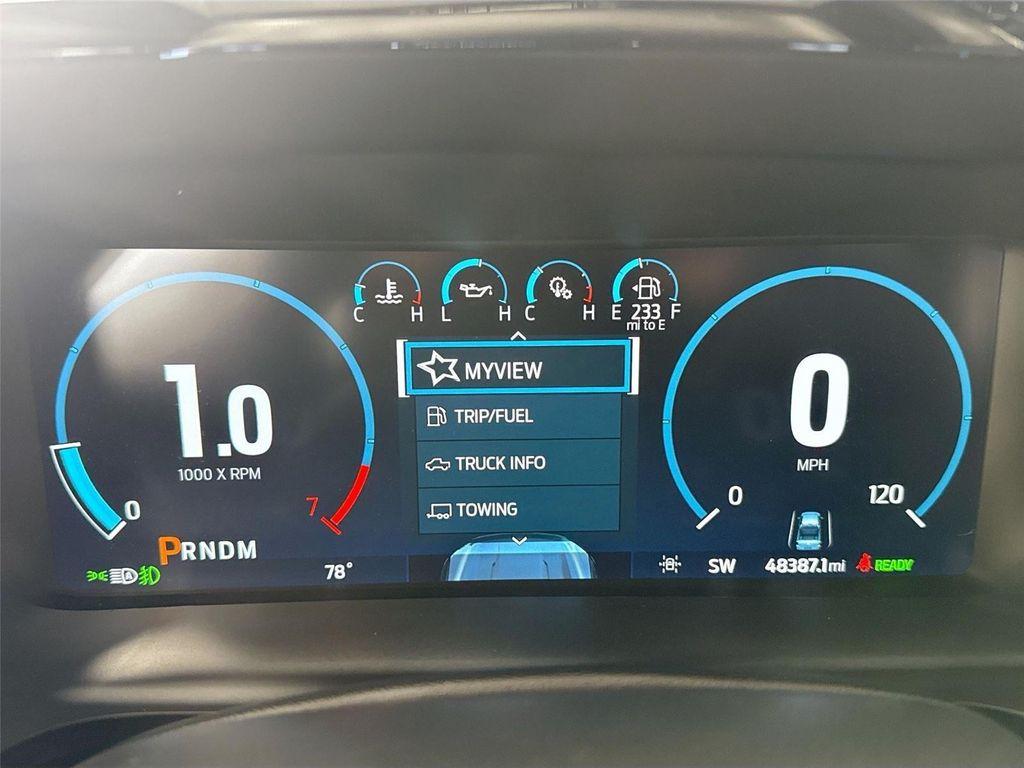 C H L H C H E 233 F
mi to E
MYVIEW
TRIP/FUEL
TRUCK INFO
TOWING
1.0
1000 X RPM
0
7
PRNDM
A
78°
0
MPH
0
120
SW
48387.1mi
READY